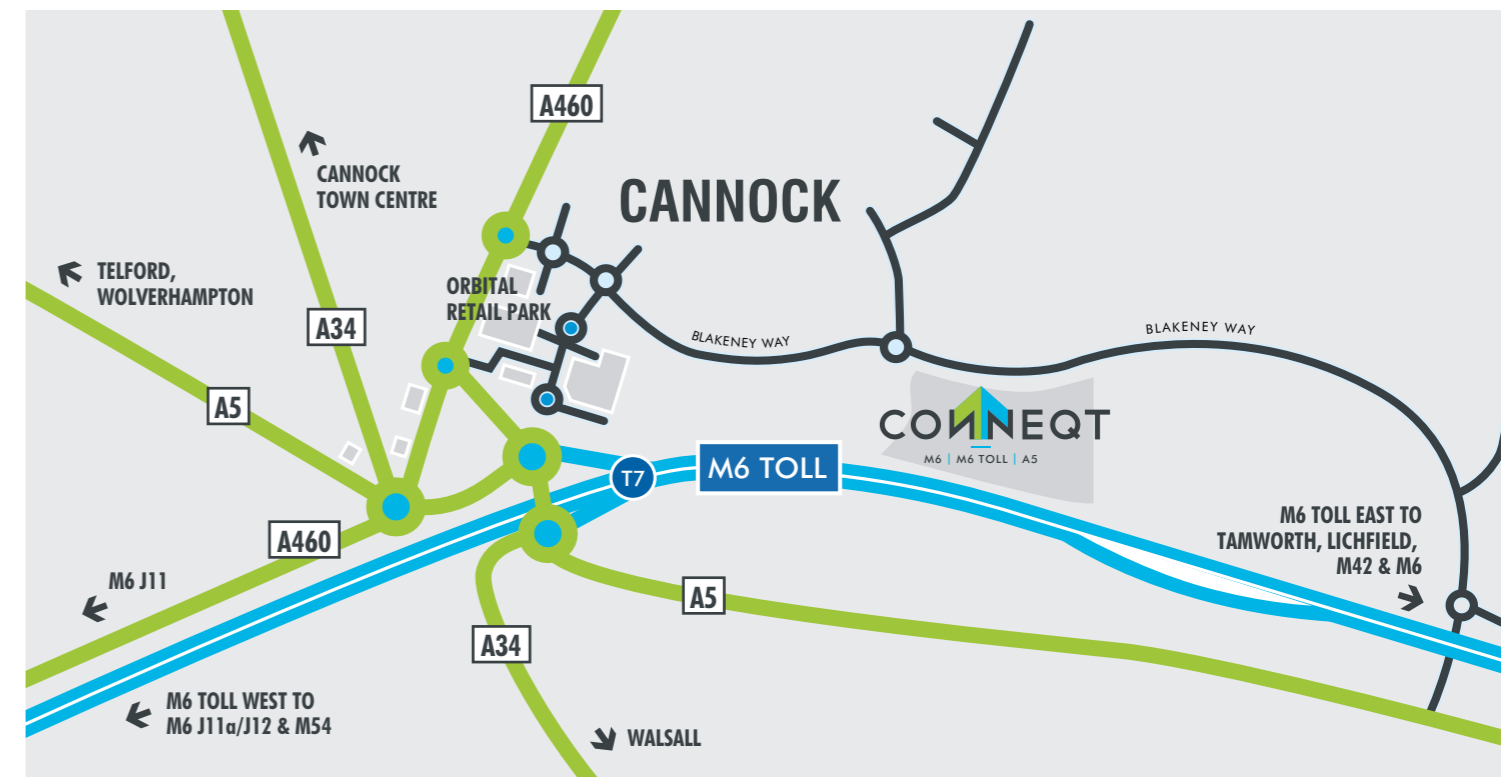 A460
CANNOCK
TOWN CENTRE
CANNOCK
TELFORD,
WOLVERHAMPTON
ORBITAL
RETAIL PARK
A34
BLAKENEY WAY
BLAKENEY WAY
A5
CONNEQT
M6 | M6 TOLL | A5
M6 TOLL
T7
A460
M6 TOLL EAST TO
TAMWORTH, LICHFIELD,
M42 & M6
M6 J11
A5
A34
M6 TOLL WEST TO
M6 J11a/J12 & M54
WALSALL